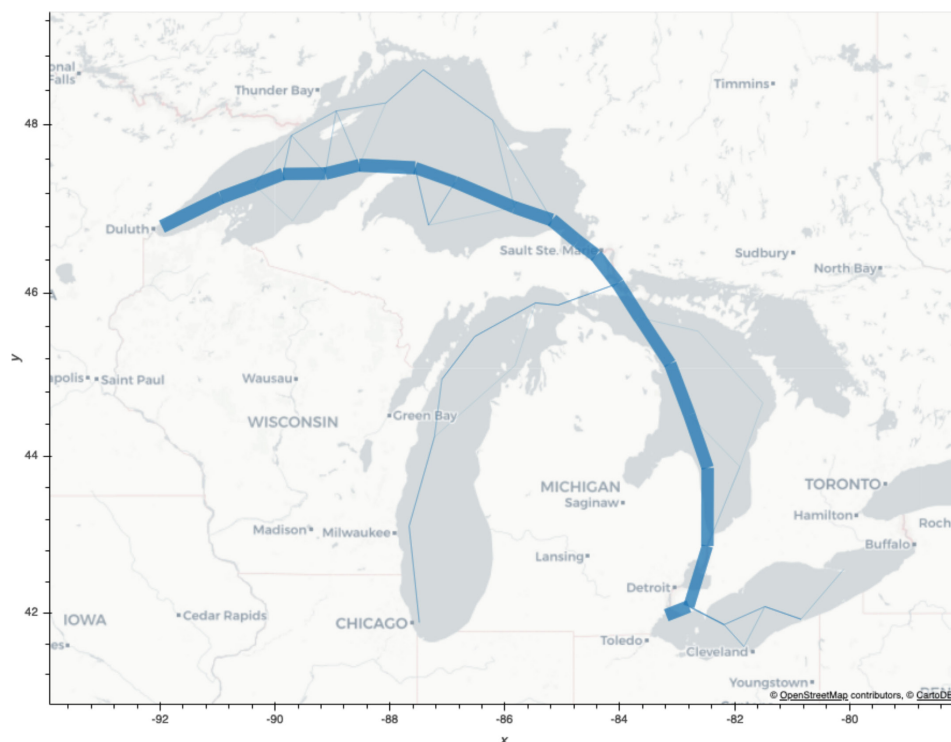 onal
Falls
Thunder Bay
Timmins
48
Duluth
Sault Ste. Marie
Sudbury
North Bay
46
A
y
apolis
Saint Paul
Wausau
Green Bay
WISCONSIN
44
MICHIGAN
Saginaw
TORONTO
Hamilton
Roch
Madison
Milwaukee
Lansing
Buffalo
Detroit
42
IOWA
Cedar Rapids
CHICAGO
es
Toledo
Cleveland
Youngstown
© OpenStreetMap contributors, © CartoDB
-92
-90
-88
-86
-84
-82
-80
x